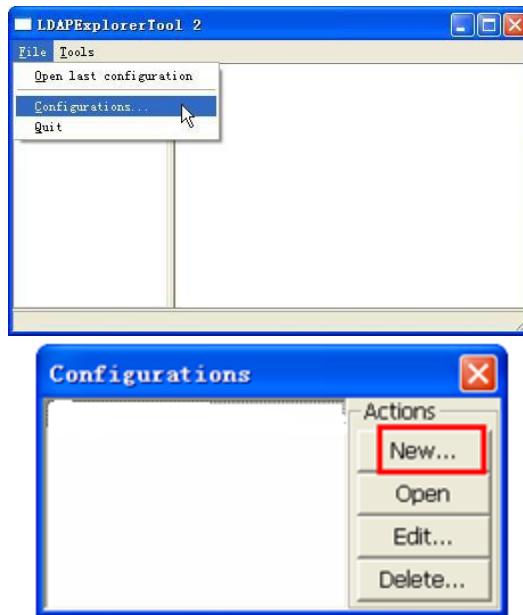 LDAPExplorerTool 2
File Tools
Open last configuration
Configurations...
Quit
Configurations
Actions
New...
Open
Edit...
Delete...